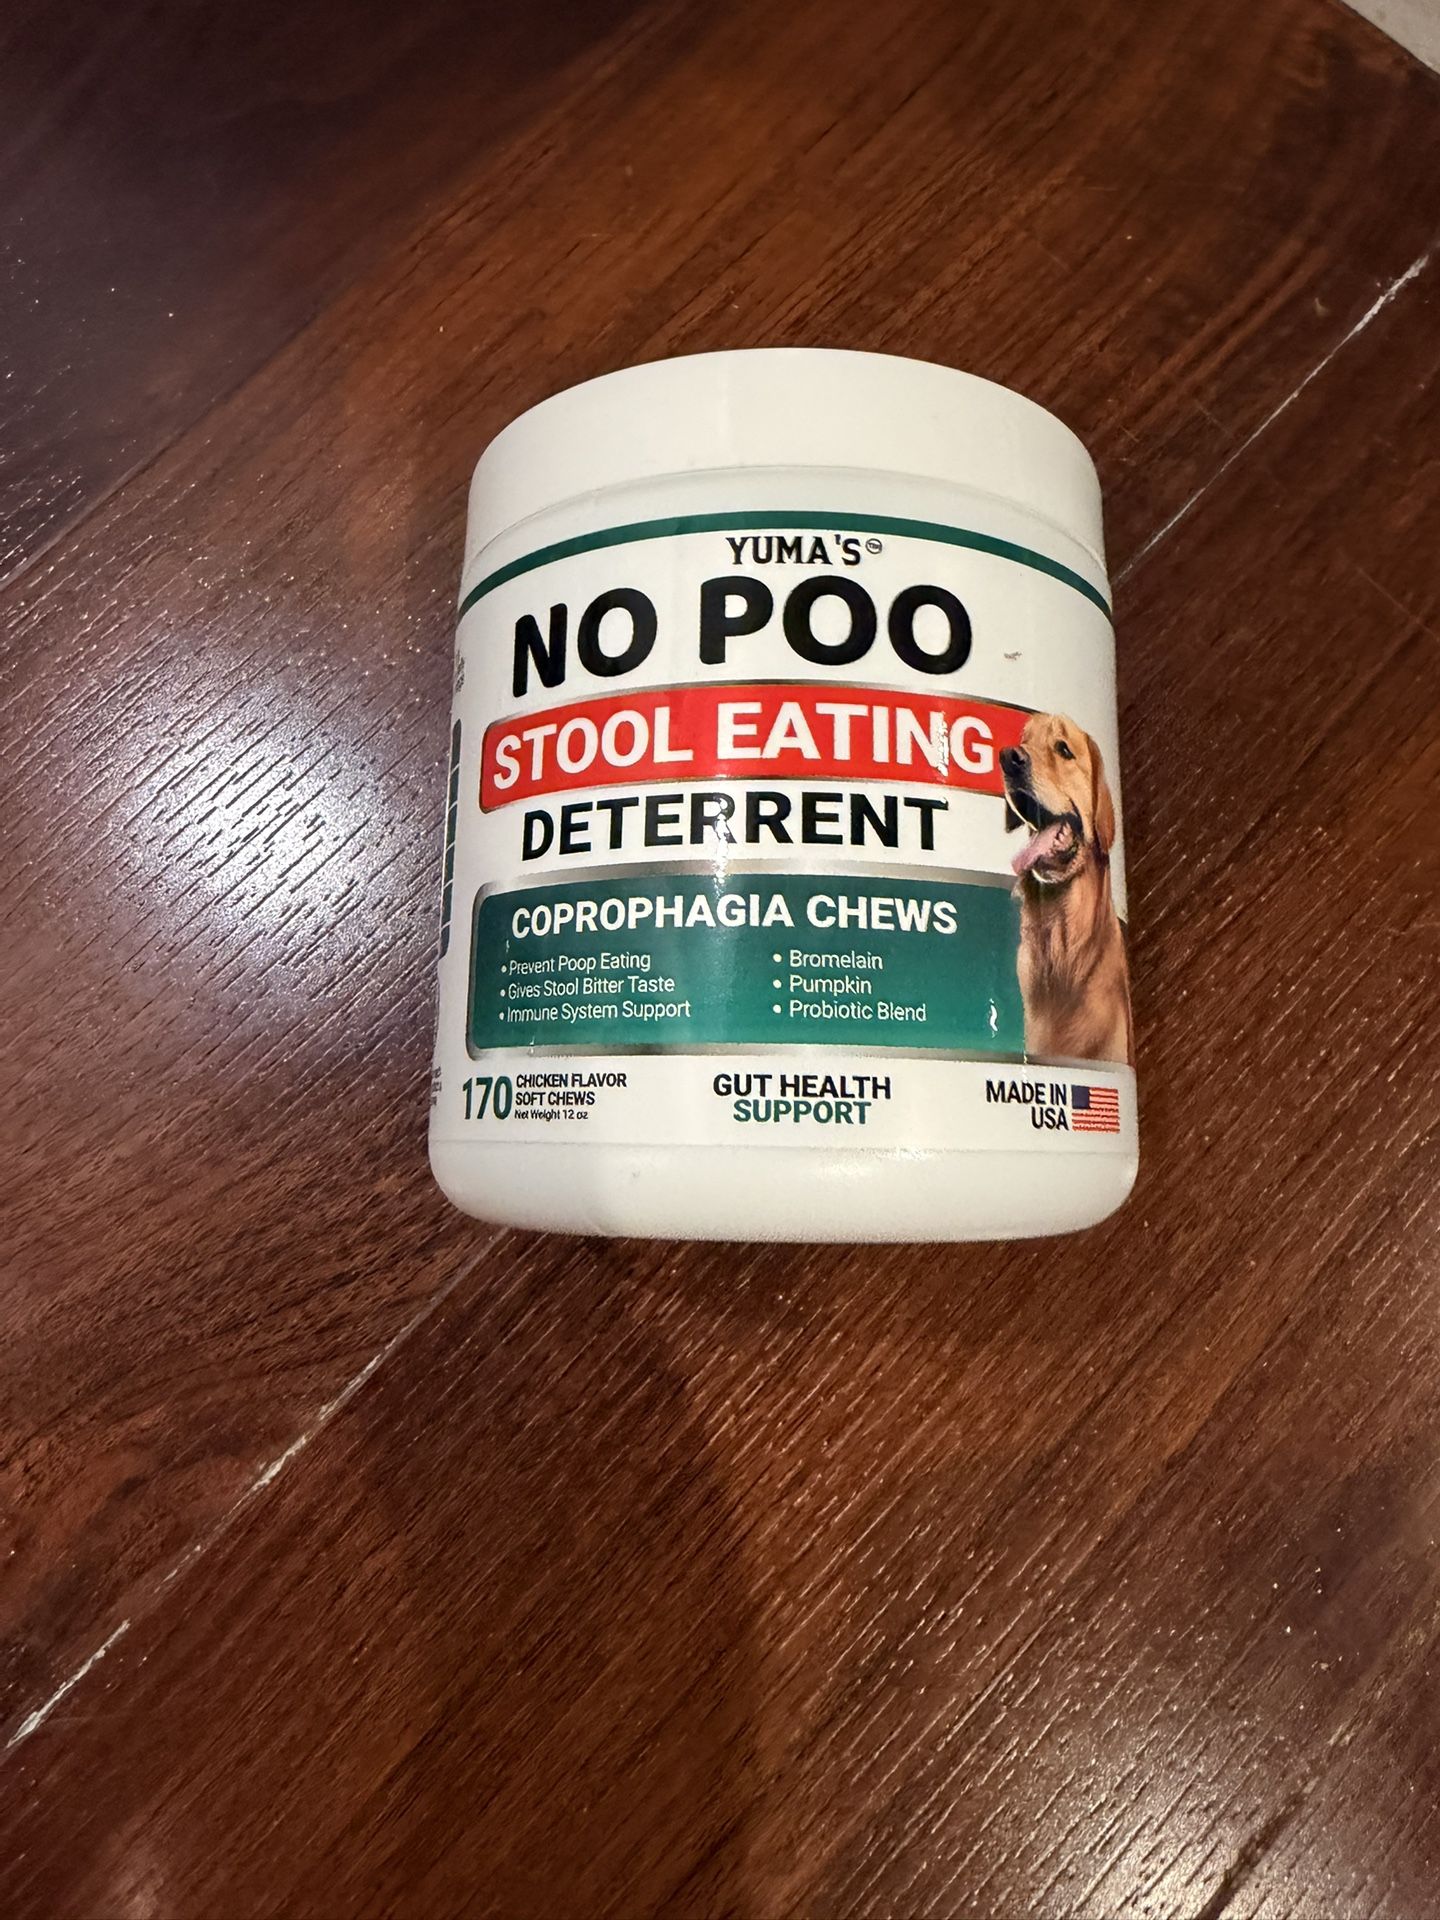 YUMA'S™
NO POO
STOOL EATING
DETERRENT
COPROPHAGIA CHEWS
• Prevent Poop Eating
• Gives Stool Bitter Taste
• Immune System Support
• Bromelain
• Pumpkin
• Probiotic Blend
170 CHICKEN FLAVOR
SOFT CHEWS
Net Weight 12 oz
GUT HEALTH
SUPPORT
MADE IN
USA